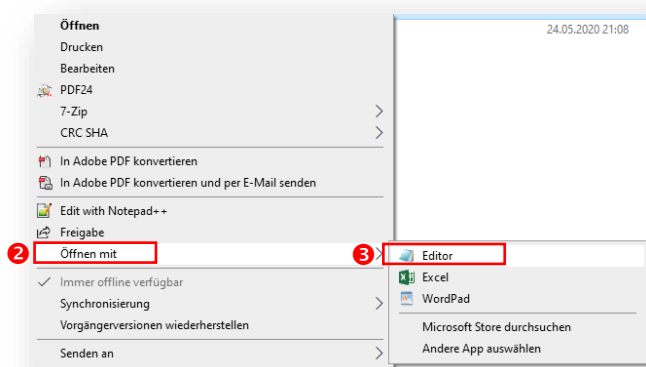 Öffnen
24.05.2020 21:08
Drucken
Bearbeiten
PDF24
7-Zip
CRC SHA
In Adobe PDF konvertieren
In Adobe PDF konvertieren und per E-Mail senden
Edit with Notepad++
Freigabe
2 Öffnen mit
3 Editor
Immer offline verfügbar
Excel
Synchronisierung
WordPad
Vorgängerversionen wiederherstellen
Microsoft Store durchsuchen
Senden an
Andere App auswählen